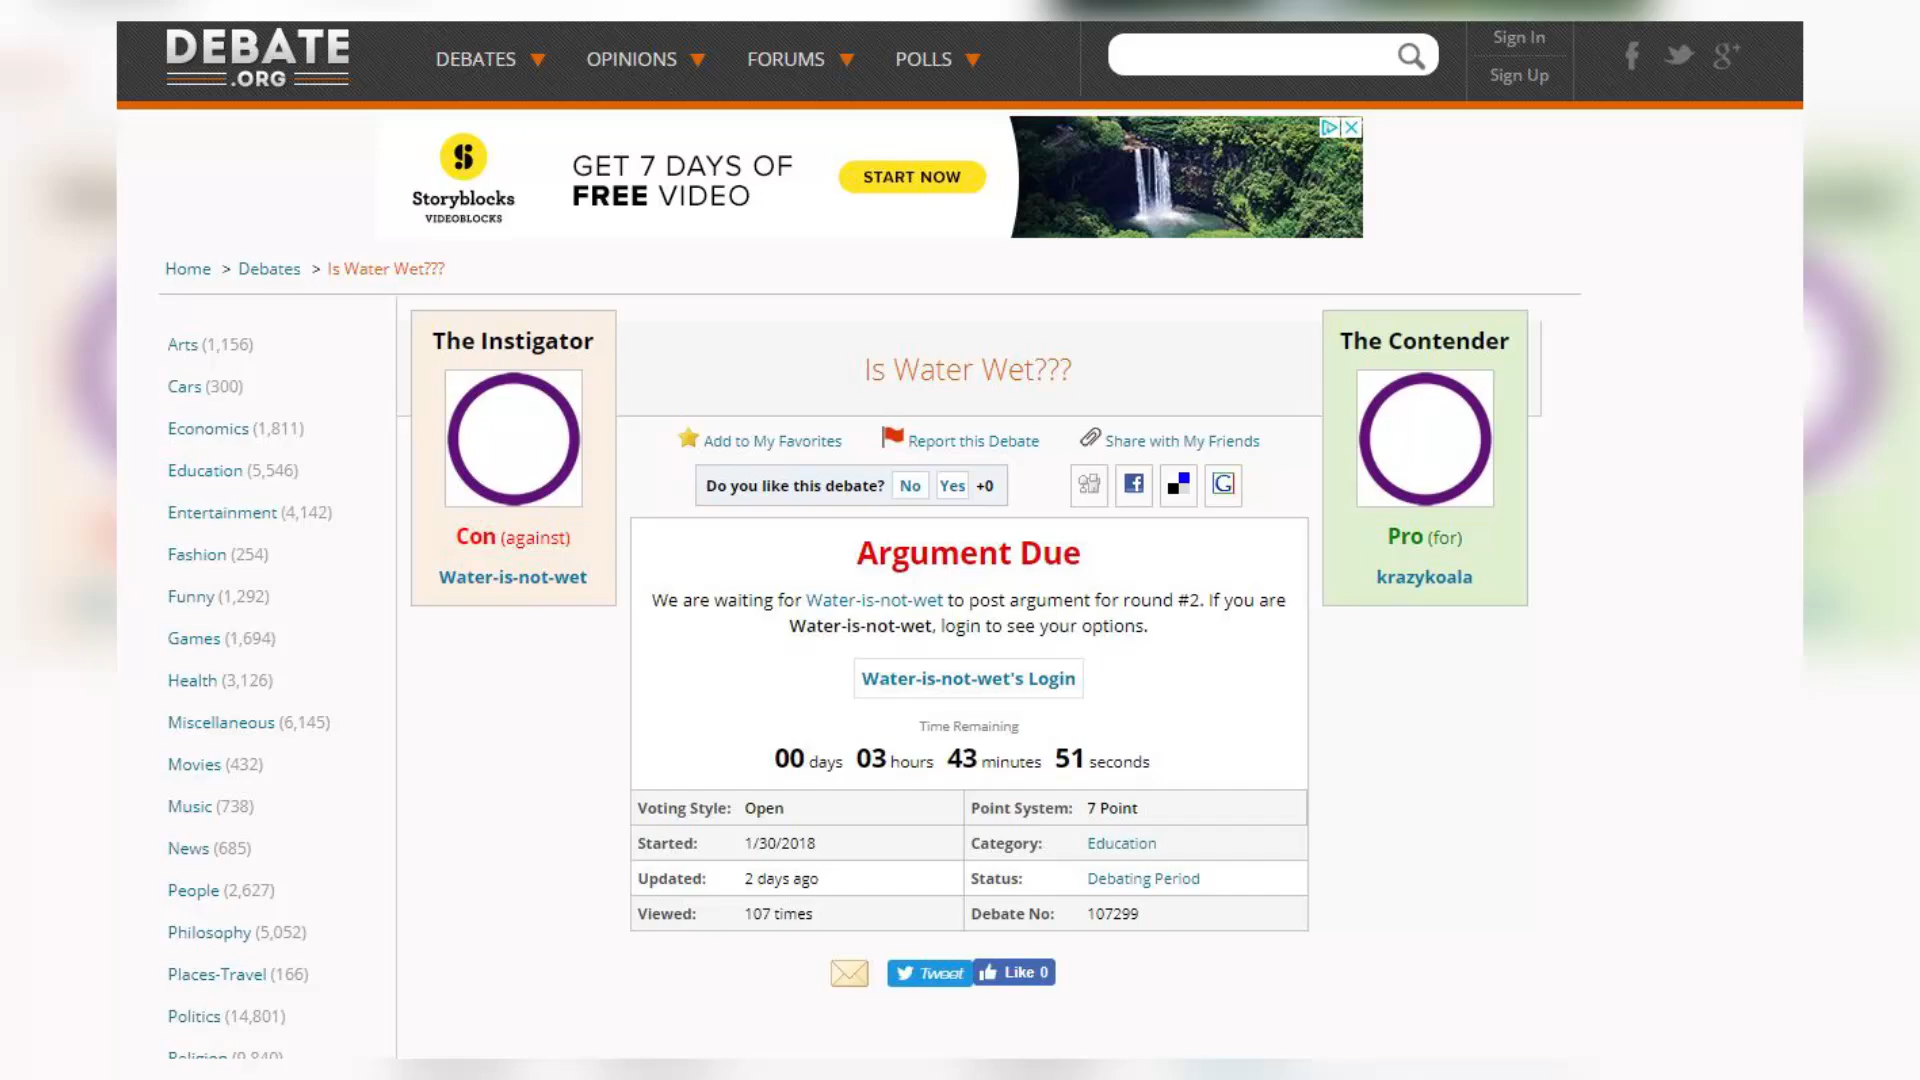 DEBATE
.ORG
DEBATES
OPINIONS
FORUMS
POLLS
Sign In
Sign Up
Storyblocks
VIDEOBLOCKS
GET 7 DAYS OF
FREE VIDEO
START NOW
Home > Debates > Is Water Wet???
Arts (1,156)
Cars (300)
Economics (1,811)
Education (5,546)
Entertainment (4,142)
Fashion (254)
Funny (1,292)
Games (1,694)
Health (3,126)
Miscellaneous (6,145)
Movies (432)
Music (738)
News (685)
People (2,627)
Philosophy (5,052)
Places-Travel (166)
Politics (14,801)
Religion (9,840)
The Instigator
Con (against)
Water-is-not-wet
Is Water Wet???
Add to My Favorites
Report this Debate
Share with My Friends
Do you like this debate? No Yes +0
Argument Due
We are waiting for Water-is-not-wet to post argument for round #2. If you are
Water-is-not-wet, login to see your options.
Water-is-not-wet's Login
Time Remaining
00 days 03 hours 43 minutes 51 seconds
Voting Style: Open Point System: 7 Point
Started: 1/30/2018 Category: Education
Updated: 2 days ago Status: Debating Period
Viewed: 107 times Debate No: 107299
Tweet
Like 0
The Contender
Pro (for)
krazykoala